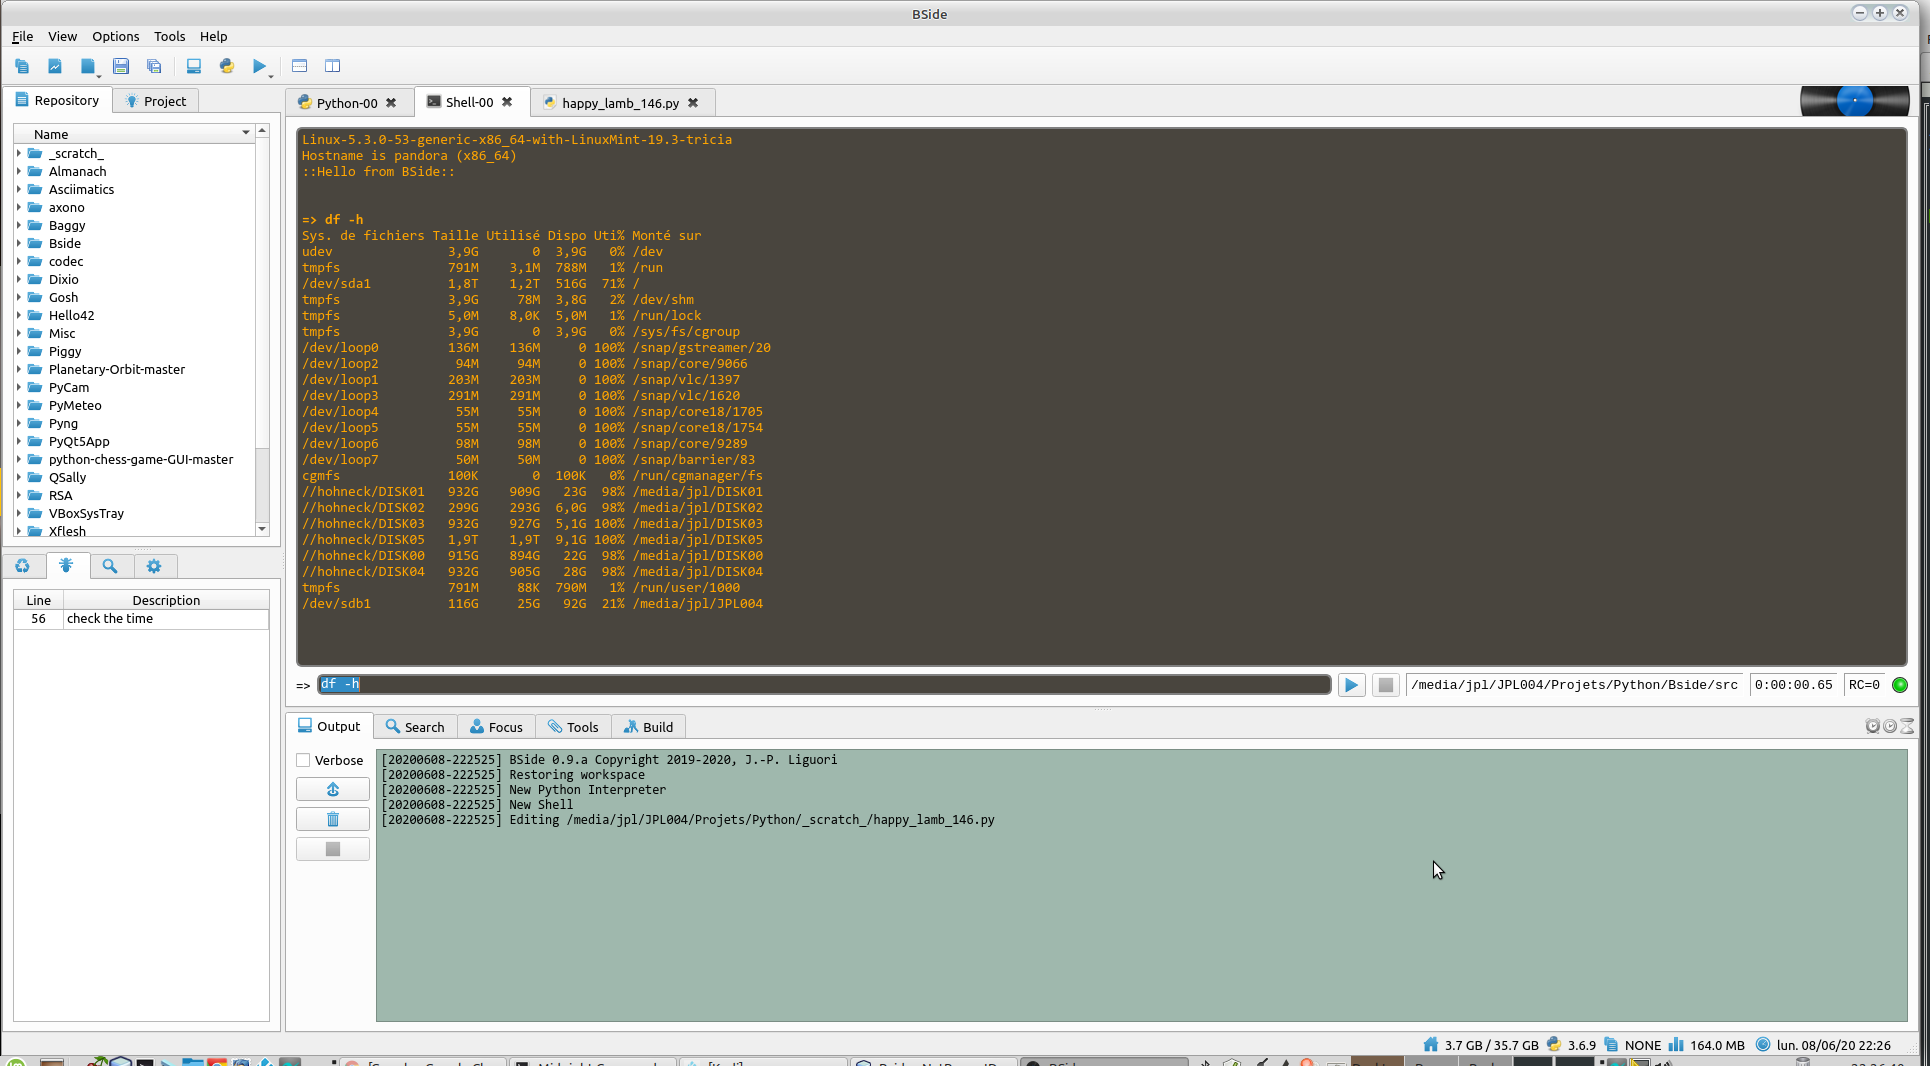 BSide
File View Options Tools Help
Repository Project
Name
_scratch_
Almanach
Asciimatics
axono
Baggy
Bside
codec
Dixio
Gosh
Hello42
Misc
Piggy
Planetary-Orbit-master
PyCam
PyMeteo
Pyng
PyQt5App
python-chess-game-GUI-master
QSally
RSA
VBoxSysTray
Xflesh
Line Description
56 check the time
Python-00 Shell-00 happy_lamb_146.py
Linux-5.3.0-53-generic-x86_64-with-LinuxMint-19.3-tricia
Hostname is pandora (x86_64)
::Hello from BSide::
=> df -h
Sys. de fichiers Taille Utilisé Dispo Uti% Monté sur
udev 3,9G 0 3,9G 0% /dev
tmpfs 791M 3,1M 788M 1% /run
/dev/sda1 1,8T 1,2T 516G 71% /
tmpfs 3,9G 78M 3,8G 2% /dev/shm
tmpfs 5,0M 8,0K 5,0M 1% /run/lock
tmpfs 3,9G 0 3,9G 0% /sys/fs/cgroup
/dev/loop0 136M 136M 0 100% /snap/gstreamer/20
/dev/loop2 94M 94M 0 100% /snap/core/9066
/dev/loop1 203M 203M 0 100% /snap/vlc/1397
/dev/loop3 291M 291M 0 100% /snap/vlc/1620
/dev/loop4 55M 55M 0 100% /snap/core18/1705
/dev/loop5 55M 55M 0 100% /snap/core18/1754
/dev/loop6 98M 98M 0 100% /snap/core/9289
/dev/loop7 50M 50M 0 100% /snap/barrier/83
cgmfs 100K 0 100K 0% /run/cgmanager/fs
//hohneck/DISK01 932G 909G 23G 98% /media/jpl/DISK01
//hohneck/DISK02 299G 293G 6,0G 98% /media/jpl/DISK02
//hohneck/DISK03 932G 927G 5,1G 100% /media/jpl/DISK03
//hohneck/DISK05 1,9T 1,9T 9,1G 100% /media/jpl/DISK05
//hohneck/DISK00 915G 894G 22G 98% /media/jpl/DISK00
//hohneck/DISK04 932G 905G 28G 98% /media/jpl/DISK04
tmpfs 791M 88K 790M 1% /run/user/1000
/dev/sdb1 116G 25G 92G 21% /media/jpl/JPL004
=> df -h /media/jpl/JPL004/Projets/Python/Bside/src 0:00:00.65 RC=0
Output Search Focus Tools Build
Verbose
[20200608-222525] BSide 0.9.a Copyright 2019-2020, J.-P. Liguori
[20200608-222525] Restoring workspace
[20200608-222525] New Python Interpreter
[20200608-222525] New Shell
[20200608-222525] Editing /media/jpl/JPL004/Projets/Python/_scratch_/happy_lamb_146.py
3.7 GB / 35.7 GB 3.6.9 NONE 164.0 MB lun. 08/06/20 22:26